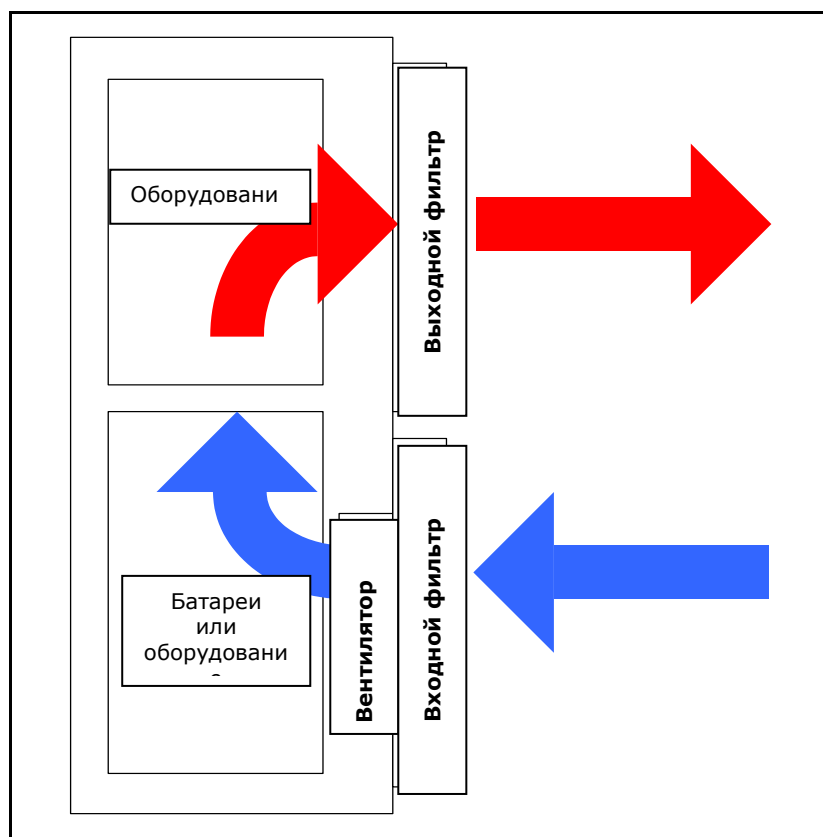 Оборудовани
Выходной фильтр
Батареи
или
оборудовани
Вентилятор
Входной фильтр